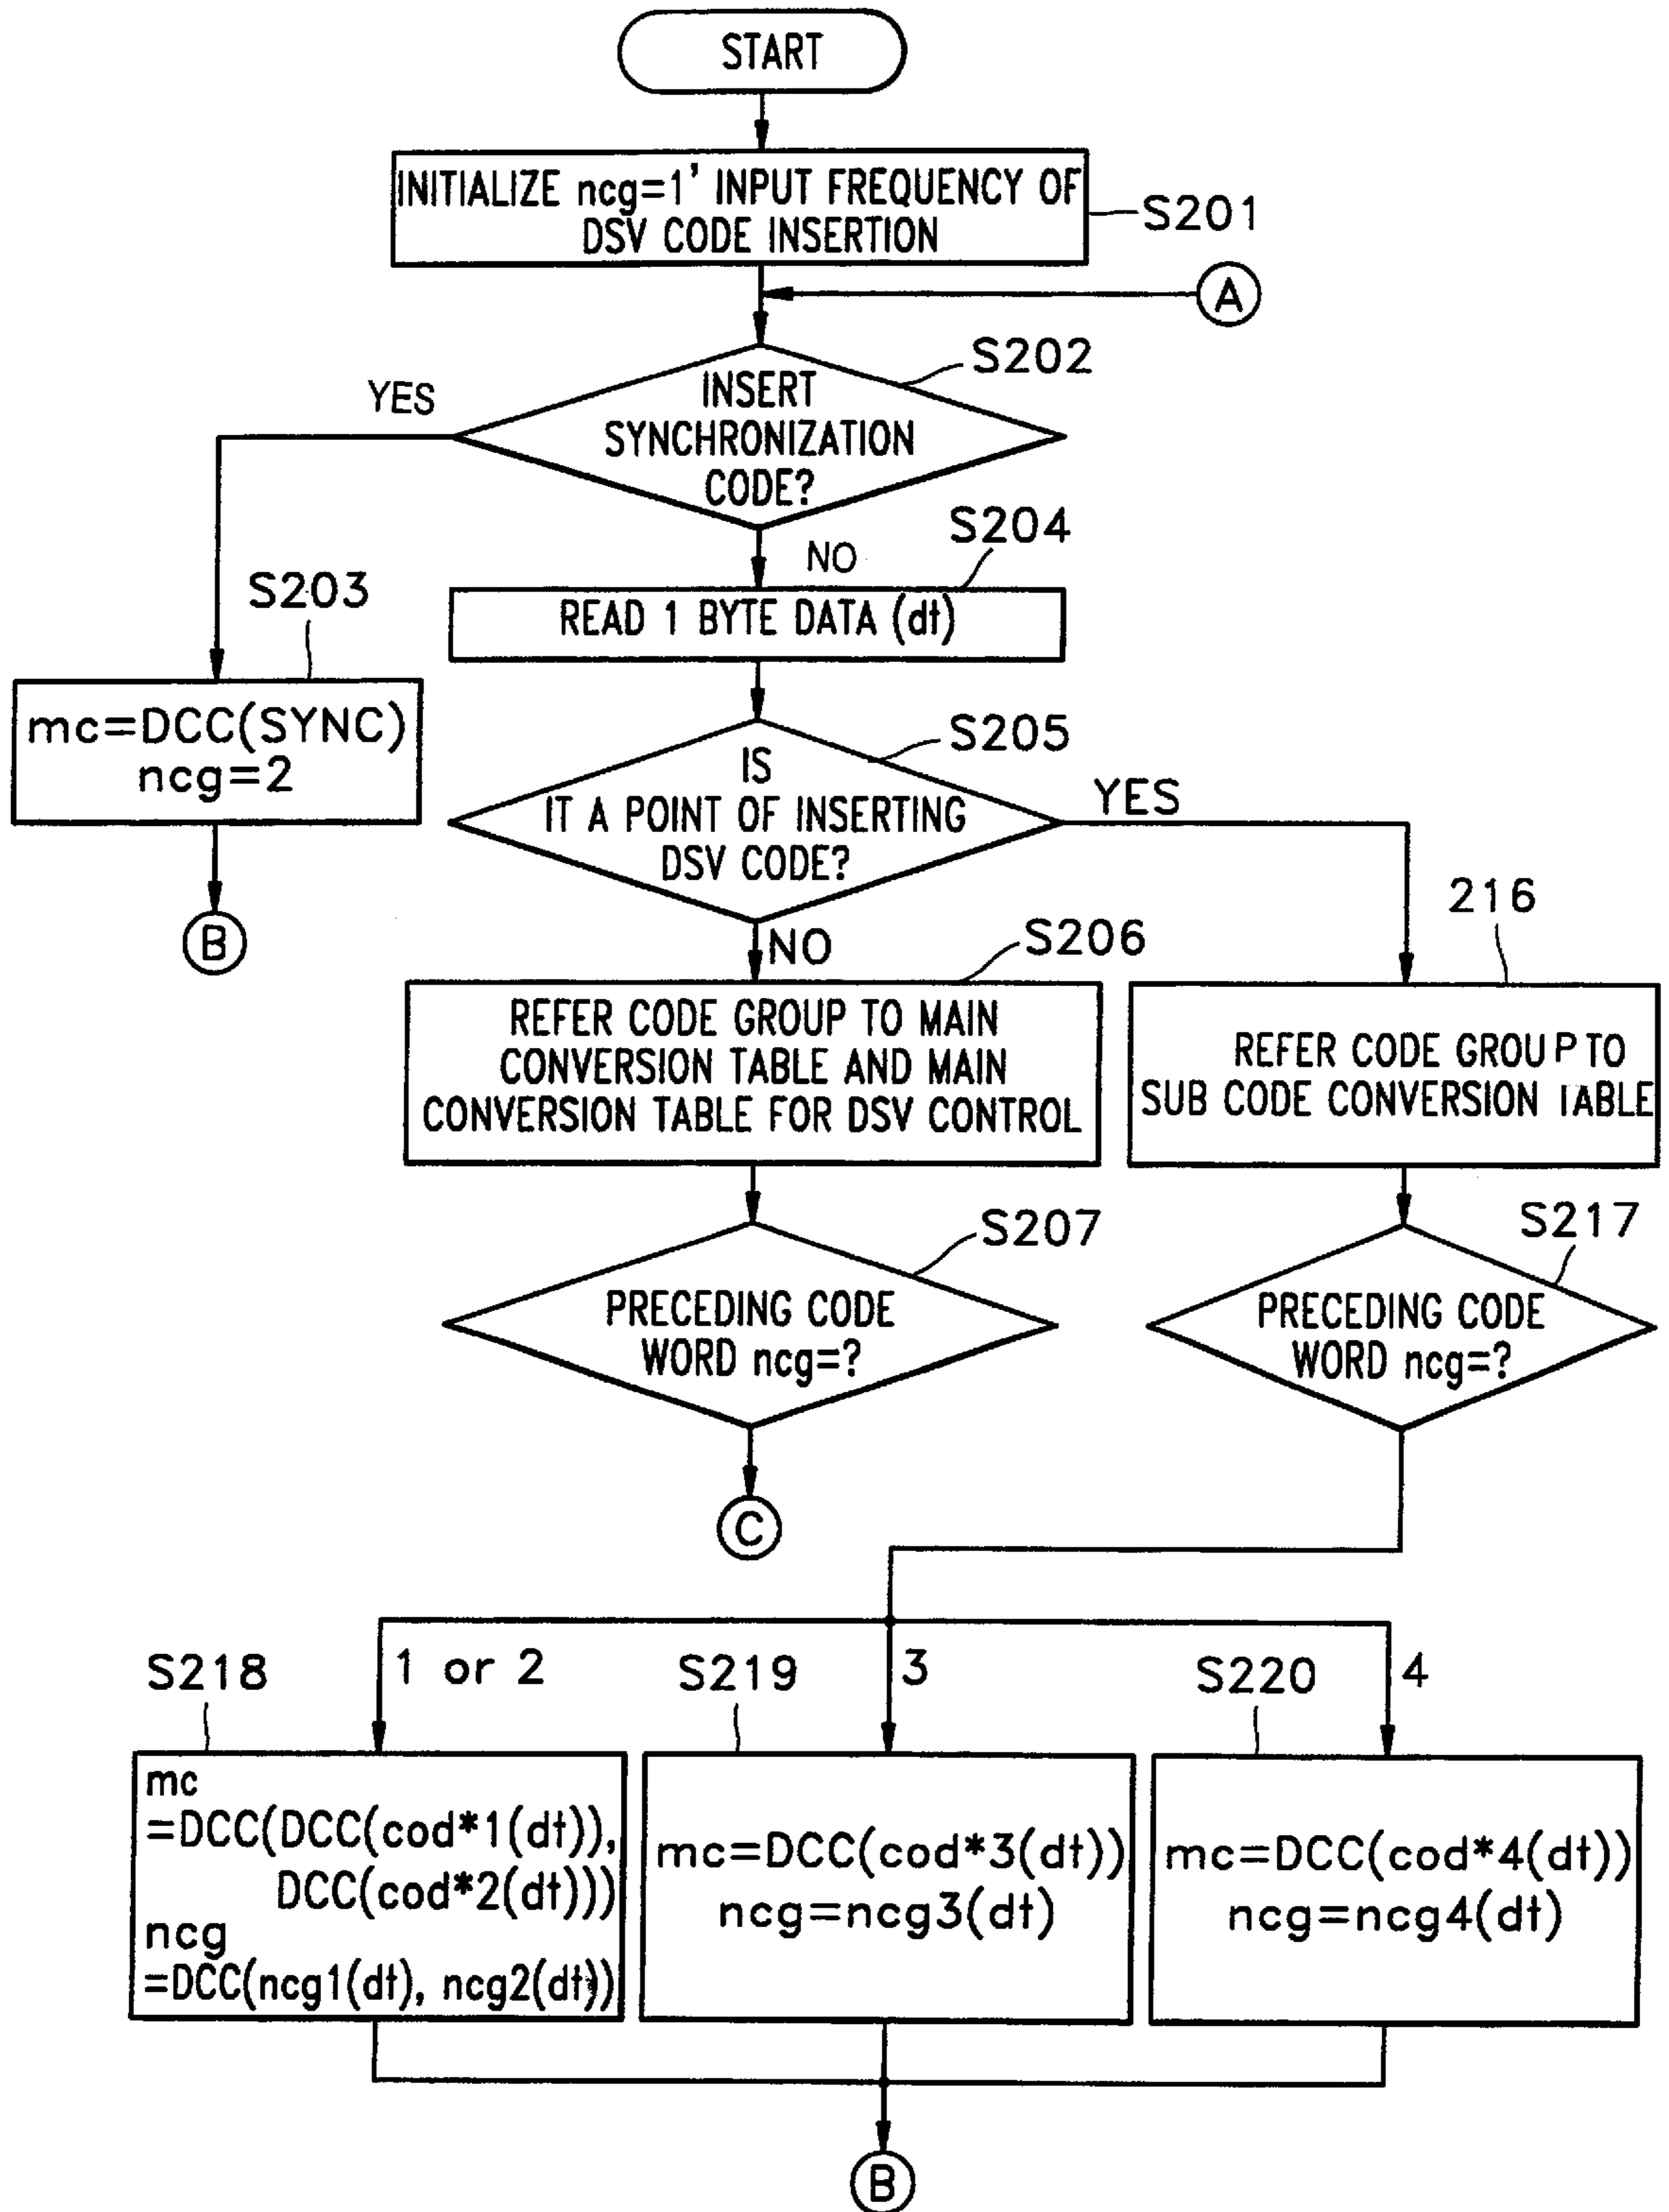 START
INITIALIZE ncg=1' INPUT FREQUENCY OF
DSV CODE INSERTION
S201
A
S202
INSERT
SYNCHRONIZATION
CODE?
YES
NO
S204
READ 1 BYTE DATA (dt)
S203
mc=DCC(SYNC)
ncg=2
B
S205
IS
IT A POINT OF INSERTING
DSV CODE?
YES
NO
S206
REFER CODE GROUP TO MAIN
CONVERSION TABLE AND MAIN
CONVERSION TABLE FOR DSV CONTROL
216
REFER CODE GROUP TO
SUB CODE CONVERSION TABLE
S207
PRECEDING CODE
WORD ncg=?
C
S217
PRECEDING CODE
WORD ncg=?
S218
1 or 2
S219
3
S220
4
mc
=DCC(DCC(cod*1(dt)),
DCC(cod*2(dt)))
ncg
=DCC(ncg1(dt), ncg2(dt))
mc=DCC(cod*3(dt))
ncg=ncg3(dt)
mc=DCC(cod*4(dt))
ncg=ncg4(dt)
B